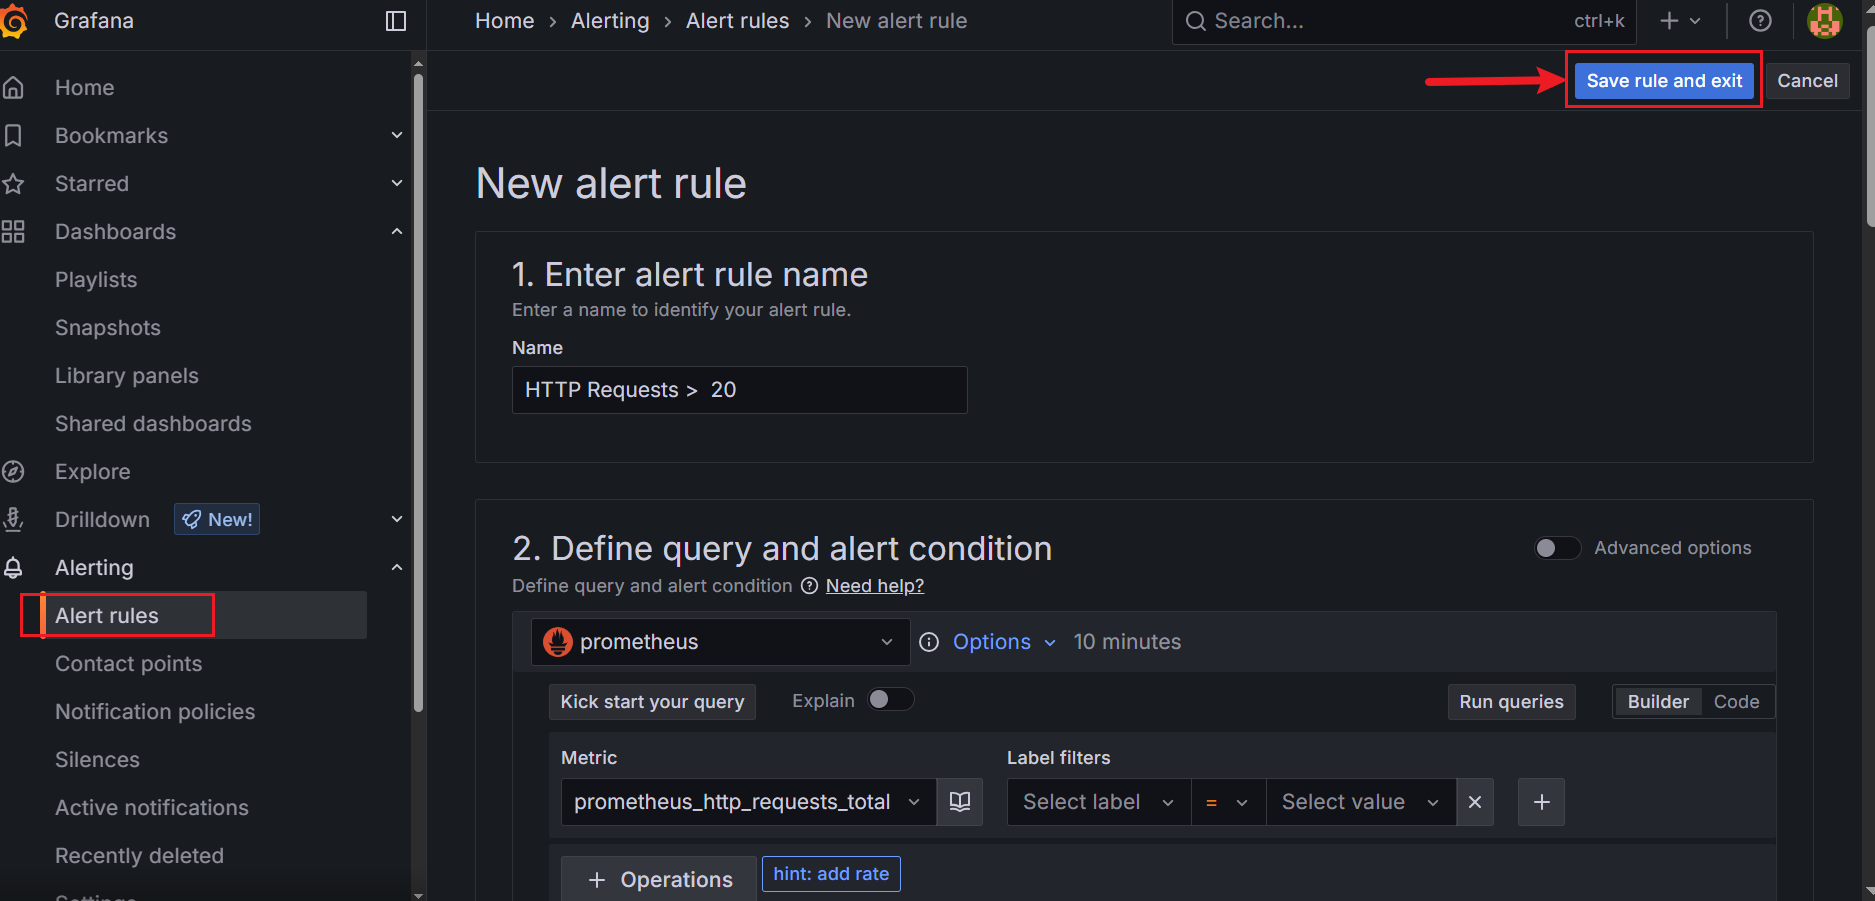 Grafana
Home > Alerting > Alert rules > New alert rule
Search...
ctrl+k
Save rule and exit
Cancel
Home
Bookmarks
Starred
Dashboards
Playlists
Snapshots
Library panels
Shared dashboards
Explore
Drilldown
New!
Alerting
Alert rules
Contact points
Notification policies
Silences
Active notifications
Recently deleted
New alert rule
1. Enter alert rule name
Enter a name to identify your alert rule.
Name
HTTP Requests >  20
2. Define query and alert condition
Advanced options
Define query and alert condition
Need help?
prometheus
Options
10 minutes
Kick start your query
Explain
Run queries
Builder
Code
Metric
Label filters
prometheus_http_requests_total
Select label
=
Select value
+ Operations
hint: add rate